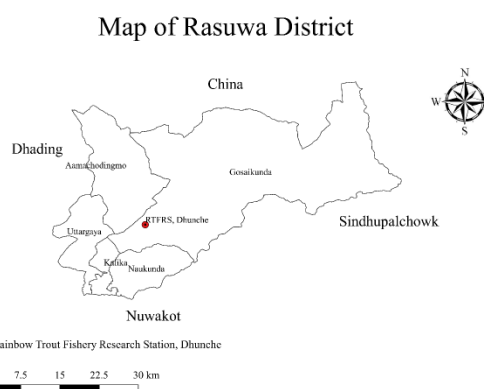 Map of Rasuwa District
China
N
W
S
Dhading
Aamachodingmo
Gosaikunda
RTFRS, Dhunche
Sindhupalchowk
Uttargaya
Kalika
Naukunda
Nuwakot
ainbow Trout Fishery Research Station, Dhunche
7.5 15 22.5 30 km